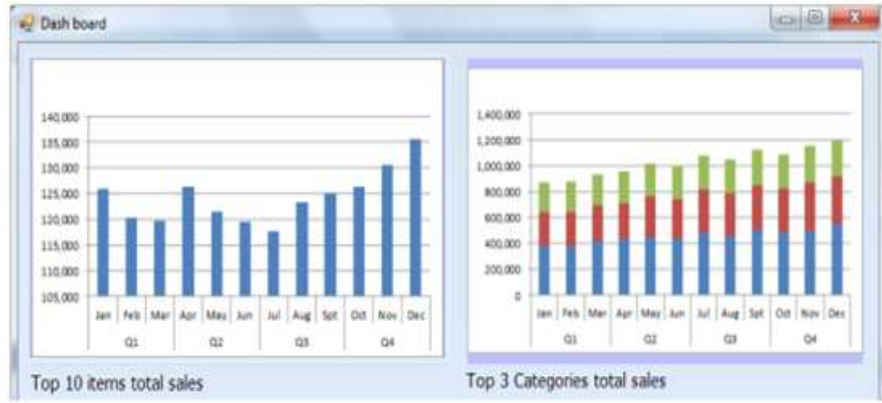 Dash board
140,000
135,000
130,000
125,000
120,000
115,000
110,000
105,000
Jan Feb Mar Apr May Jun Jul Aug Spt Oct Nov Dec
Q1 Q2 Q3 Q4
Top 10 items total sales
1,400,000
1,200,000
1,000,000
800,000
600,000
400,000
200,000
0
Jan Feb Mar Apr May Jun Jul Aug Spt Oct Nov Dec
Q1 Q2 Q3 Q4
Top 3 Categories total sales